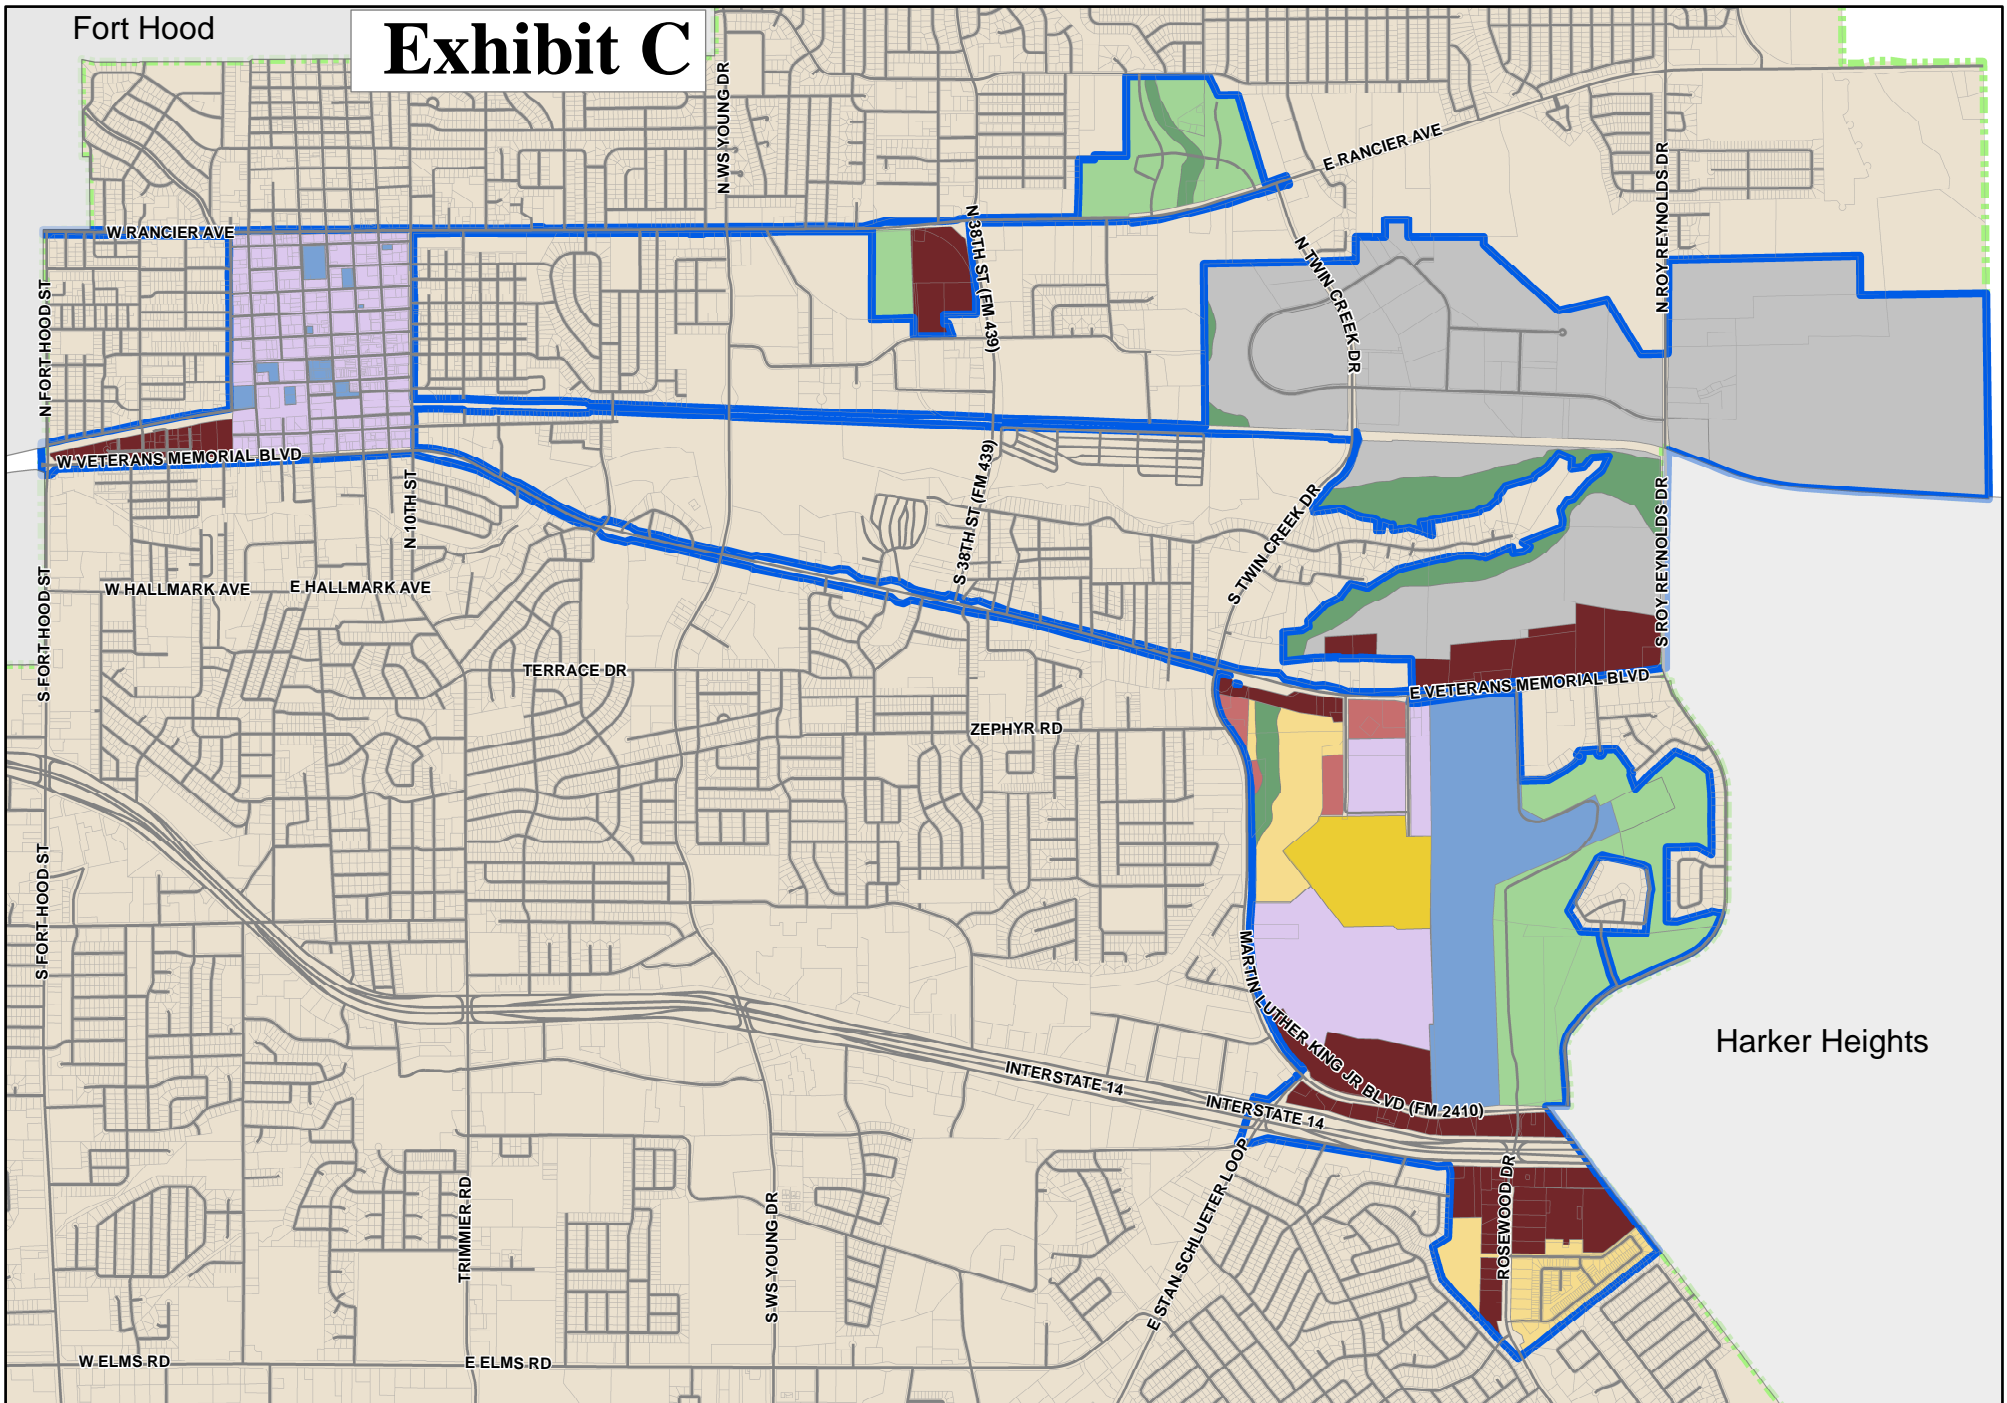 Fort Hood
Exhibit C
N WS YOUNG DR
E RANCIER AVE
N ROY REYNOLDS DR
W RANCIER AVE
N 38TH ST (FM 439)
N TWIN CREEK DR
N FORT HOOD ST
W VETERANS MEMORIAL BLVD
N 10TH ST
S 38TH ST (FM 439)
S TWIN CREEK DR
S ROY REYNOLDS DR
W HALLMARK AVE
E HALLMARK AVE
S FORT HOOD ST
TERRACE DR
E VETERANS MEMORIAL BLVD
ZEPHYR RD
S FORT HOOD ST
MARTIN LUTHER KING JR BLVD (FM 2410)
Harker Heights
INTERSTATE 14
INTERSTATE 14
E STAN SCHLUETER LOOP
ROSEWOOD DR
TRIMMIER RD
S WS YOUNG DR
W ELMS RD
E ELMS RD